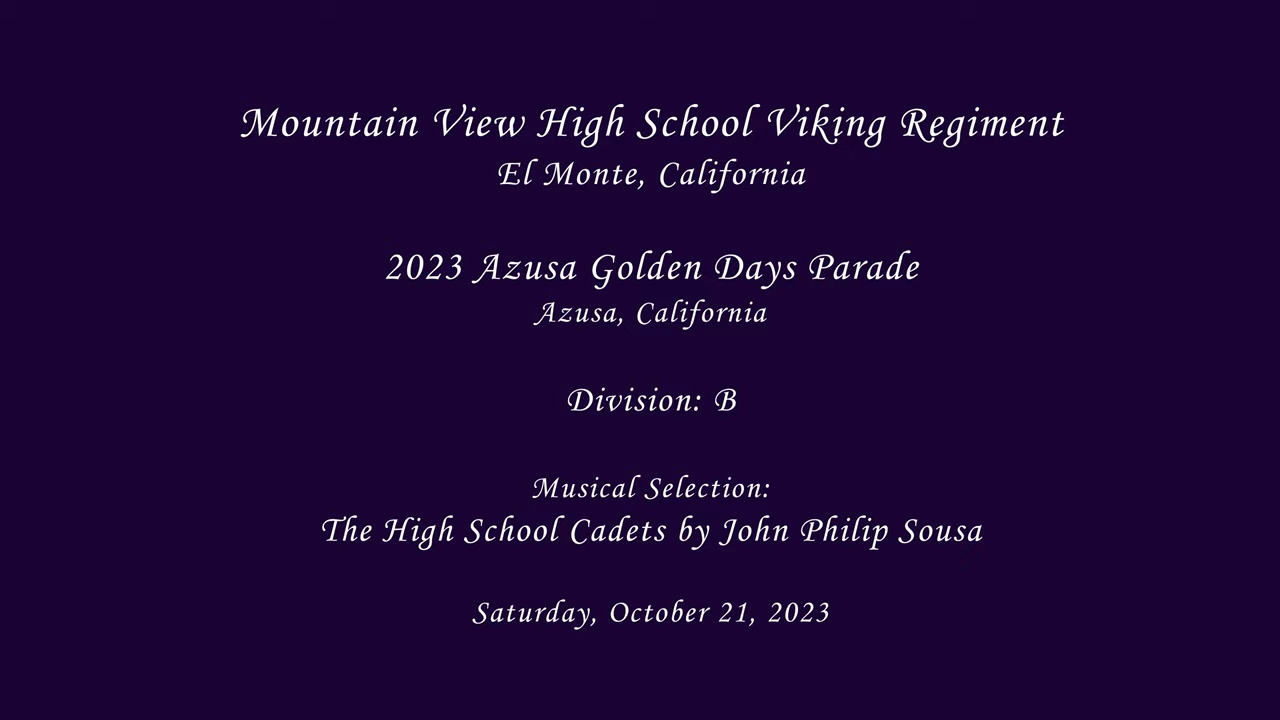 Mountain View High School Viking Regiment
El Monte, California
2023 Azusa Golden Days Parade
Azusa, California
Division: B
Musical Selection:
The High School Cadets by John Philip Sousa
Saturday, October 21, 2023